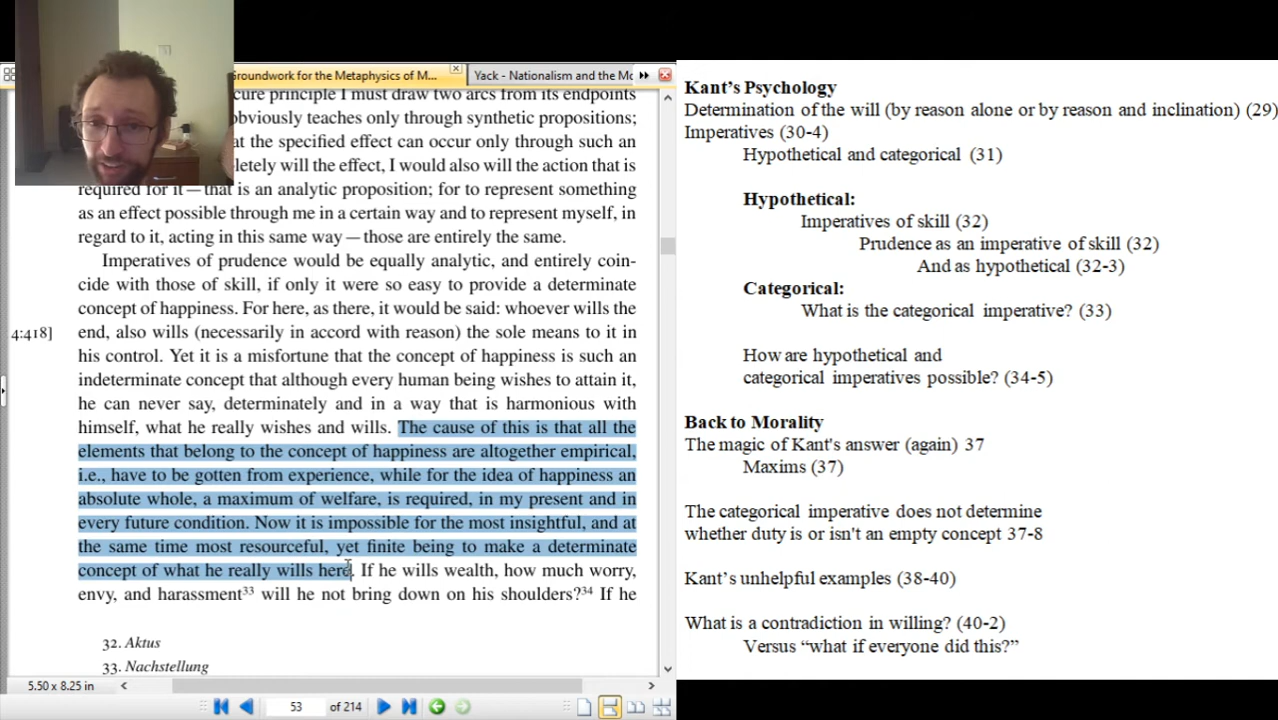 Groundwork for the Metaphysics of M...
Yack - Nationalism and the Mo
cure principle I must draw two arcs from its endpoints
obviously teaches only through synthetic propositions;
at the specified effect can occur only through such an
letely will the effect, I would also will the action that is
required for it—that is an analytic proposition; for to represent something
as an effect possible through me in a certain way and to represent myself, in
regard to it, acting in this same way—those are entirely the same.
Imperatives of prudence would be equally analytic, and entirely coin-
cide with those of skill, if only it were so easy to provide a determinate
concept of happiness. For here, as there, it would be said: whoever wills the
4:418]
end, also wills (necessarily in accord with reason) the sole means to it in
his control. Yet it is a misfortune that the concept of happiness is such an
indeterminate concept that although every human being wishes to attain it,
he can never say, determinately and in a way that is harmonious with
himself, what he really wishes and wills. The cause of this is that all the
elements that belong to the concept of happiness are altogether empirical,
i.e., have to be gotten from experience, while for the idea of happiness an
absolute whole, a maximum of welfare, is required, in my present and in
every future condition. Now it is impossible for the most insightful, and at
the same time most resourceful, yet finite being to make a determinate
concept of what he really wills here. If he wills wealth, how much worry,
envy, and harassment³³ will he not bring down on his shoulders?³⁴ If he
32. Aktus
33. Nachstellung
5.50 x 8.25 in
53
of 214
Kant's Psychology
Determination of the will (by reason alone or by reason and inclination) (29)
Imperatives (30-4)
Hypothetical and categorical (31)
Hypothetical:
Imperatives of skill (32)
Prudence as an imperative of skill (32)
And as hypothetical (32-3)
Categorical:
What is the categorical imperative? (33)
How are hypothetical and
categorical imperatives possible? (34-5)
Back to Morality
The magic of Kant's answer (again) 37
Maxims (37)
The categorical imperative does not determine
whether duty is or isn't an empty concept 37-8
Kant's unhelpful examples (38-40)
What is a contradiction in willing? (40-2)
Versus "what if everyone did this?"